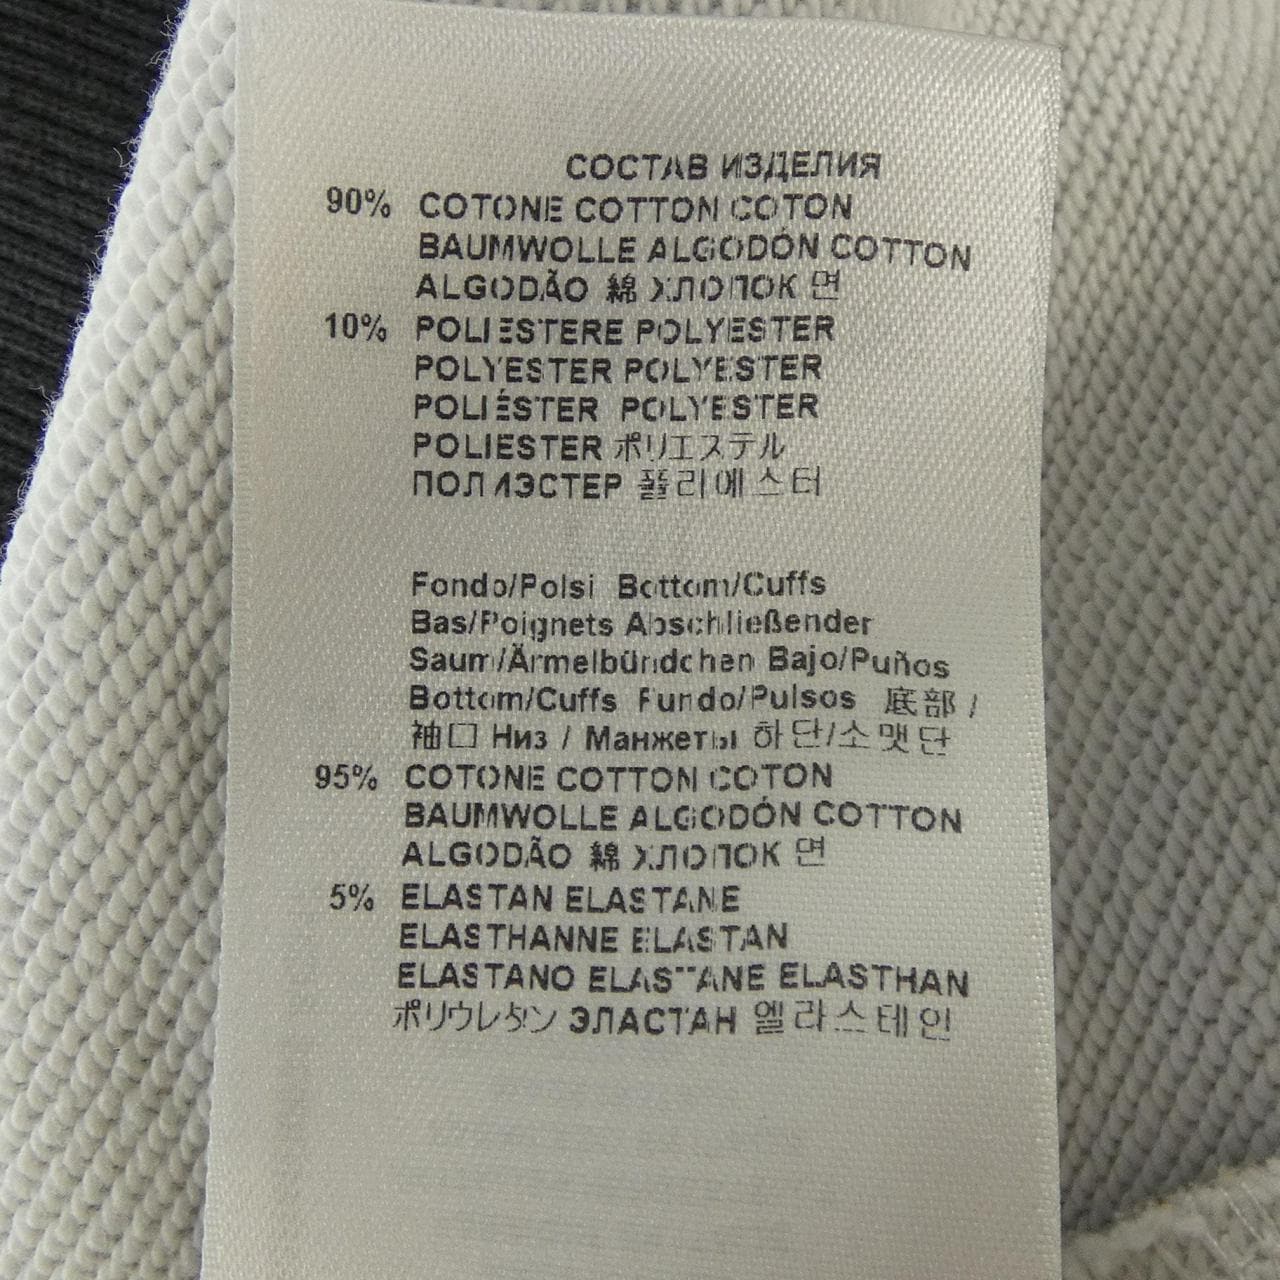 СОСТАВ ИЗДЕЛИЯ
90% COTONE COTTON COTON
BAUMWOLLE ALGODÓN COTTON
ALGODÃO 綿 ХЛОПОК 면
10% POLIESTERE POLYESTER
POLYESTER POLYESTER
POLIÉSTER POLYESTER
POLIESTER ポリエステル
ПОЛИЭСТЕР 폴리에스터
Fondo/Polsi Bottom/Cuffs
Bas/Poignets Abschließender
Saum/Ärmelbündchen Bajo/Puños
Bottom/Cuffs Fundo/Pulsos 底部 /
袖口 Низ / Манжеты 하단/소맷단
95% COTONE COTTON COTON
BAUMWOLLE ALGODÓN COTTON
ALGODÃO 綿 ХЛОПОК 면
5% ELASTAN ELASTANE
ELASTHANNE ELASTAN
ELASTANO ELASTANE ELASTHAN
ポリウレタン ЭЛАСТАН 엘라스테인